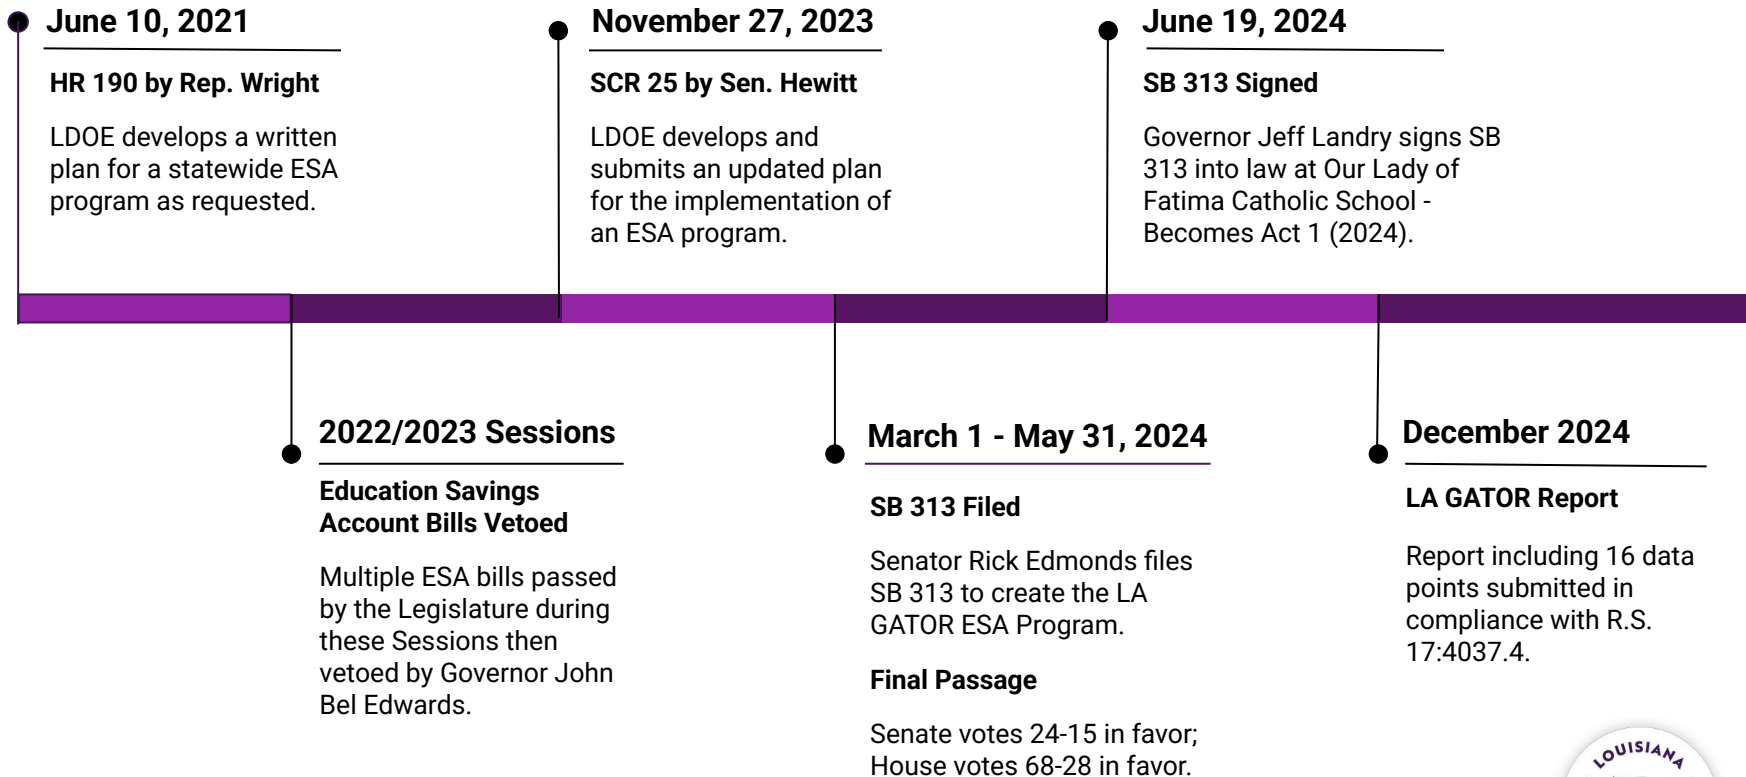 June 10, 2021
HR 190 by Rep. Wright
LDOE develops a written
plan for a statewide ESA
program as requested.
2022/2023 Sessions
Education Savings
Account Bills Vetoed
Multiple ESA bills passed
by the Legislature during
these Sessions then
vetoed by Governor John
Bel Edwards.
November 27, 2023
SCR 25 by Sen. Hewitt
LDOE develops and
submits an updated plan
for the implementation of
an ESA program.
March 1 - May 31, 2024
SB 313 Filed
Senator Rick Edmonds files
SB 313 to create the LA
GATOR ESA Program.
Final Passage
Senate votes 24-15 in favor;
House votes 68-28 in favor.
June 19, 2024
SB 313 Signed
Governor Jeff Landry signs SB
313 into law at Our Lady of
Fatima Catholic School -
Becomes Act 1 (2024).
December 2024
LA GATOR Report
Report including 16 data
points submitted in
compliance with R.S.
17:4037.4.
LOUISIANA